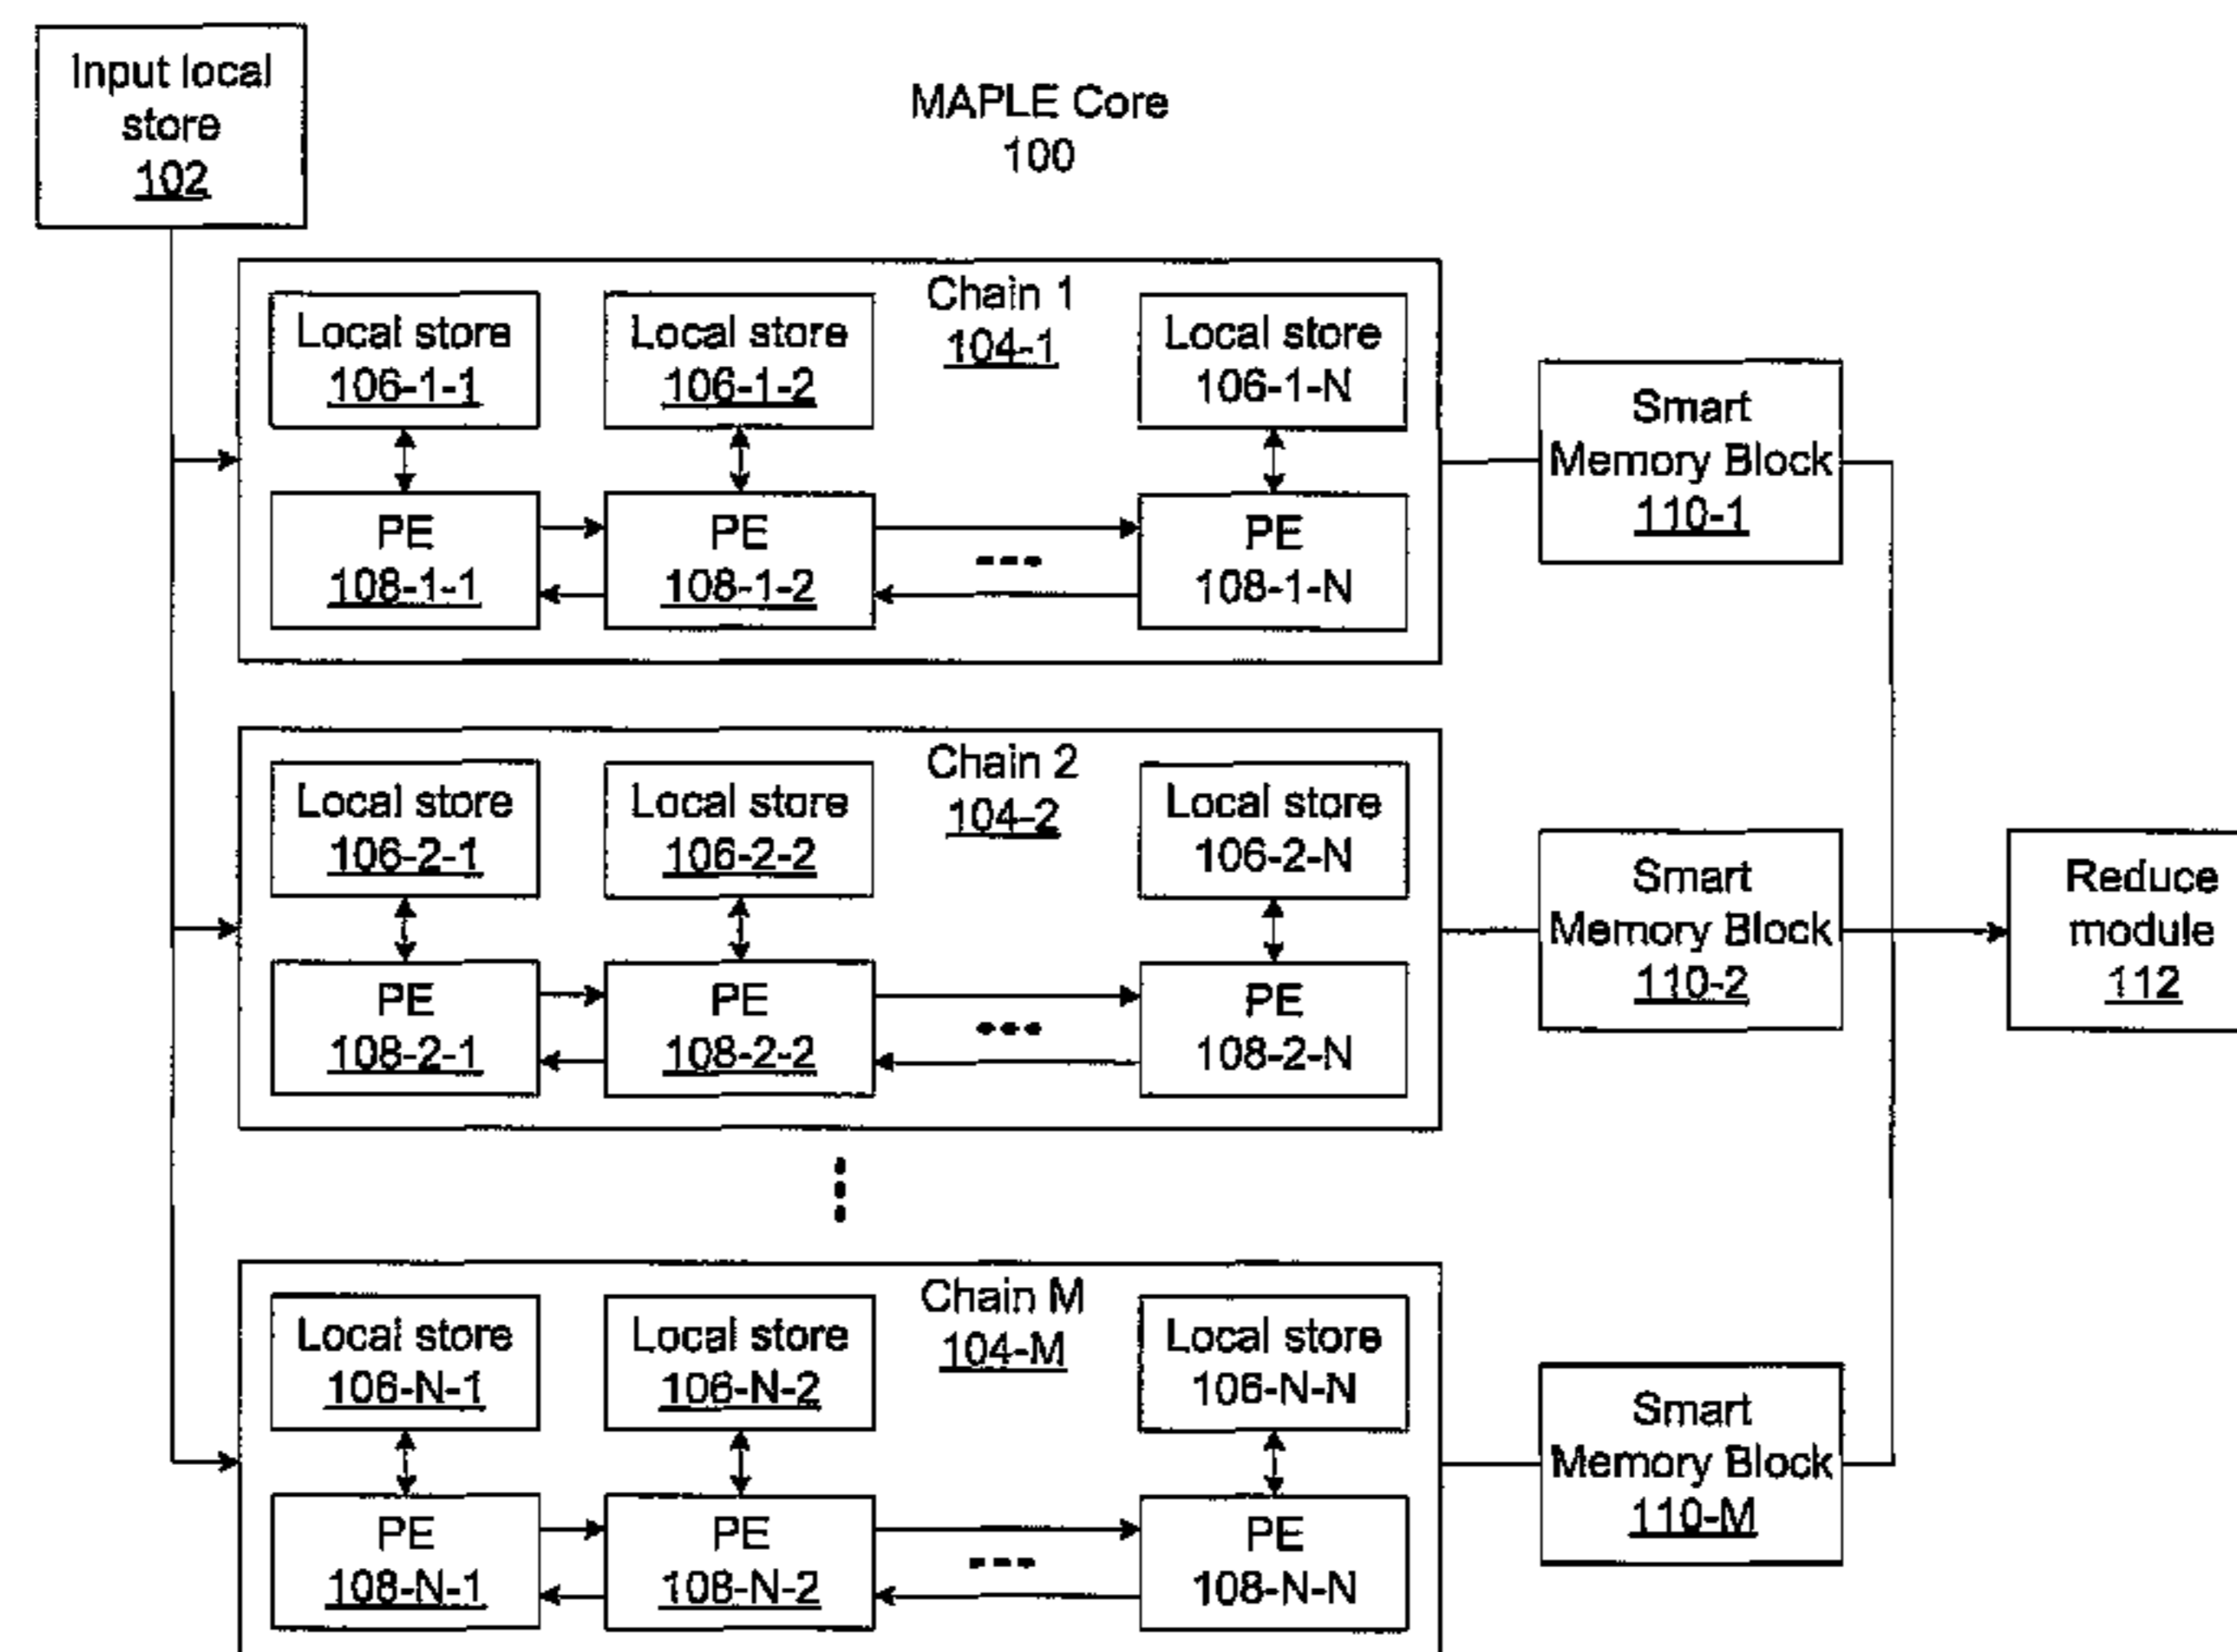 Input local
store
102
MAPLE Core
100
Chain 1
104-1
Local store
106-1-1
Local store
106-1-2
Local store
106-1-N
PE
108-1-1
PE
108-1-2
PE
108-1-N
Smart
Memory Block
110-1
Chain 2
104-2
Local store
106-2-1
Local store
106-2-2
Local store
106-2-N
PE
108-2-1
PE
108-2-2
PE
108-2-N
Smart
Memory Block
110-2
Reduce
module
112
Chain M
104-M
Local store
106-N-1
Local store
106-N-2
Local store
106-N-N
PE
108-N-1
PE
108-N-2
PE
108-N-N
Smart
Memory Block
110-M